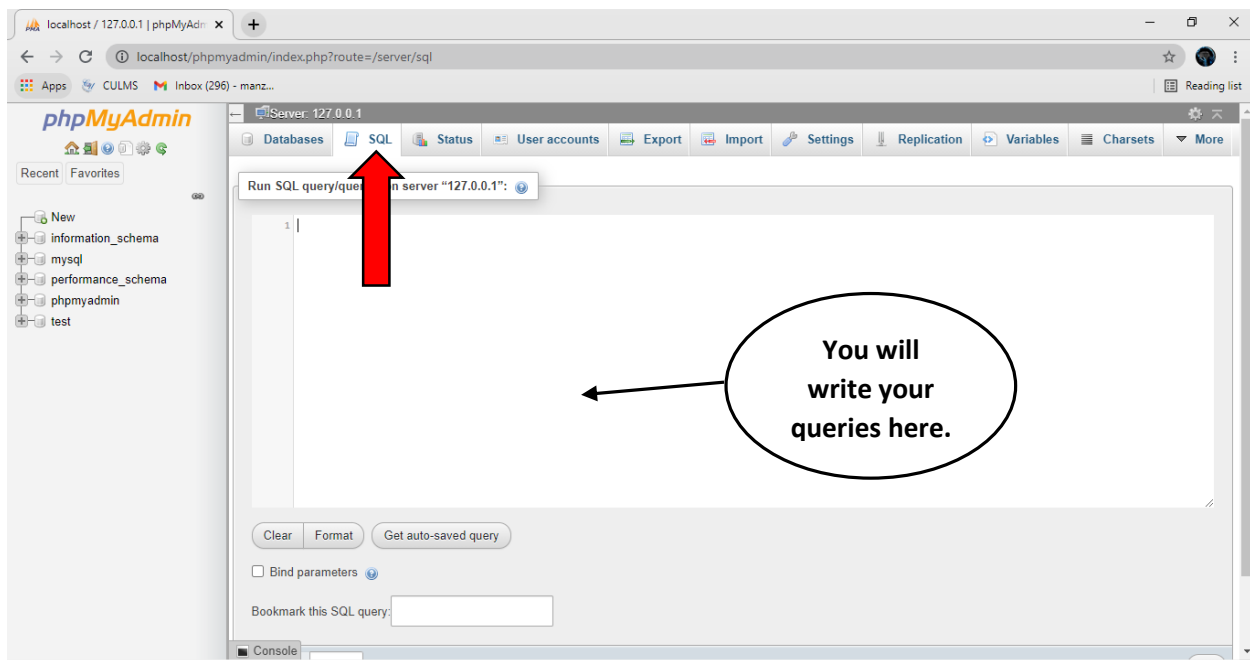 localhost / 127.0.0.1 | phpMyAdm
localhost/phpmyadmin/index.php?route=/server/sql
Apps CULMS Inbox (296) - manz... Reading list
phpMyAdmin
Recent Favorites
New
information_schema
mysql
performance_schema
phpmyadmin
test
Server: 127.0.0.1
Databases SQL Status User accounts Export Import Settings Replication Variables Charsets More
Run SQL query/que n server “127.0.0.1”:
1
You will
write your
queries here.
Clear Format Get auto-saved query
Bind parameters
Bookmark this SQL query:
Console